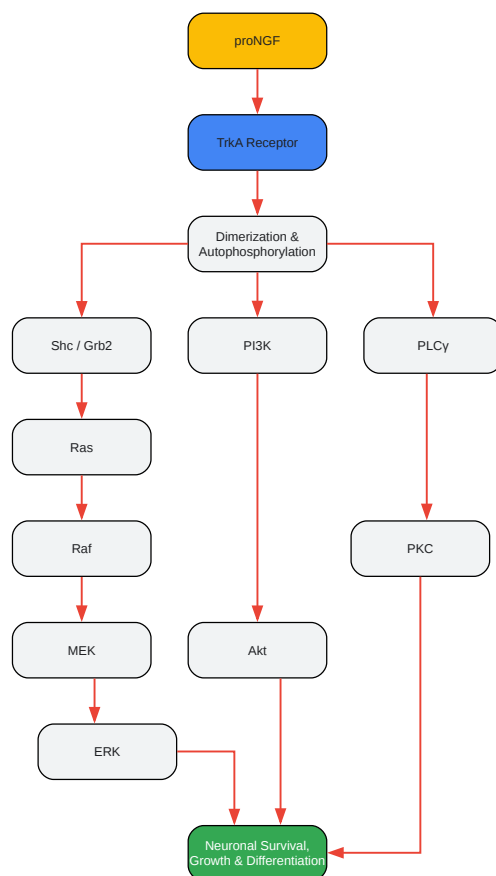 proNGF
TrkA Receptor
Dimerization &
Autophosphorylation
Shc / Grb2
PI3K
PLCγ
Ras
Raf
PKC
MEK
Akt
ERK
Neuronal Survival,
Growth & Differentiation